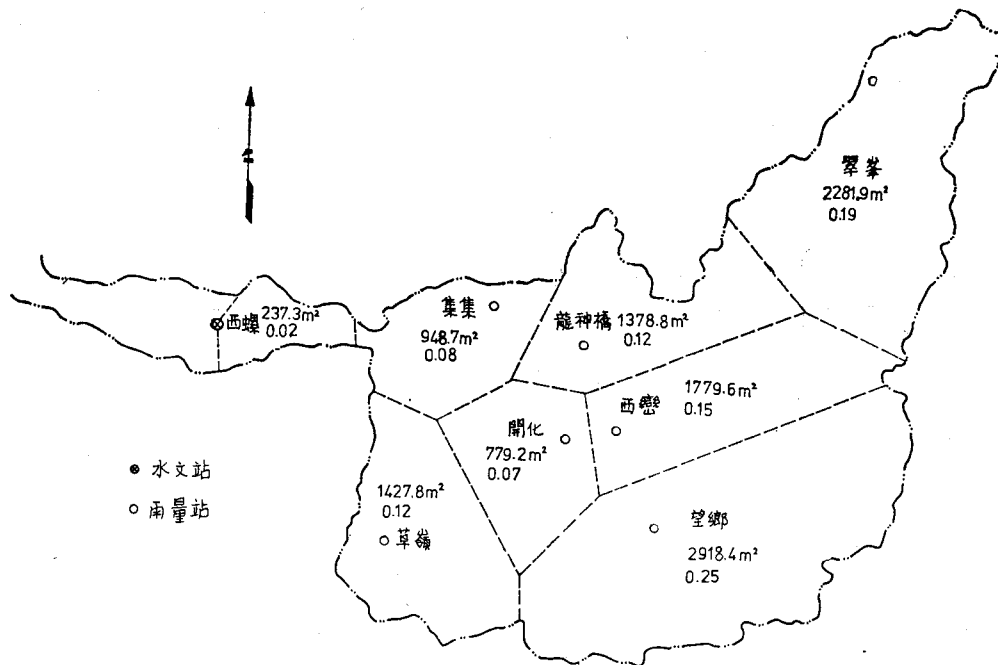 北
翠峯
2281.9m²
0.19
西螺 237.3m²
0.02
集集
948.7m²
0.08
龍神橋 1378.8m²
0.12
西巒 1779.6m²
0.15
開化
779.2m²
0.07
1427.8m²
0.12
草嶺
望鄉
2918.4m²
0.25
水文站
雨量站